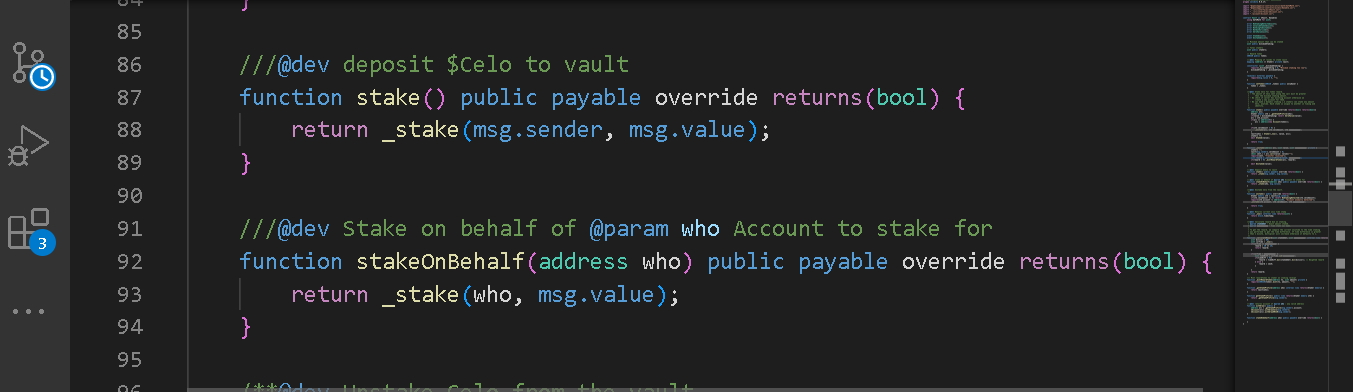 84 }
85
86 ///@dev deposit $Celo to vault
87 function stake() public payable override returns(bool) {
88 return _stake(msg.sender, msg.value);
89 }
90
91 ///@dev Stake on behalf of @param who Account to stake for
92 function stakeOnBehalf(address who) public payable override returns(bool) {
93 return _stake(who, msg.value);
94 }
95
96 /**@dev Unstake Celo from the vault
3